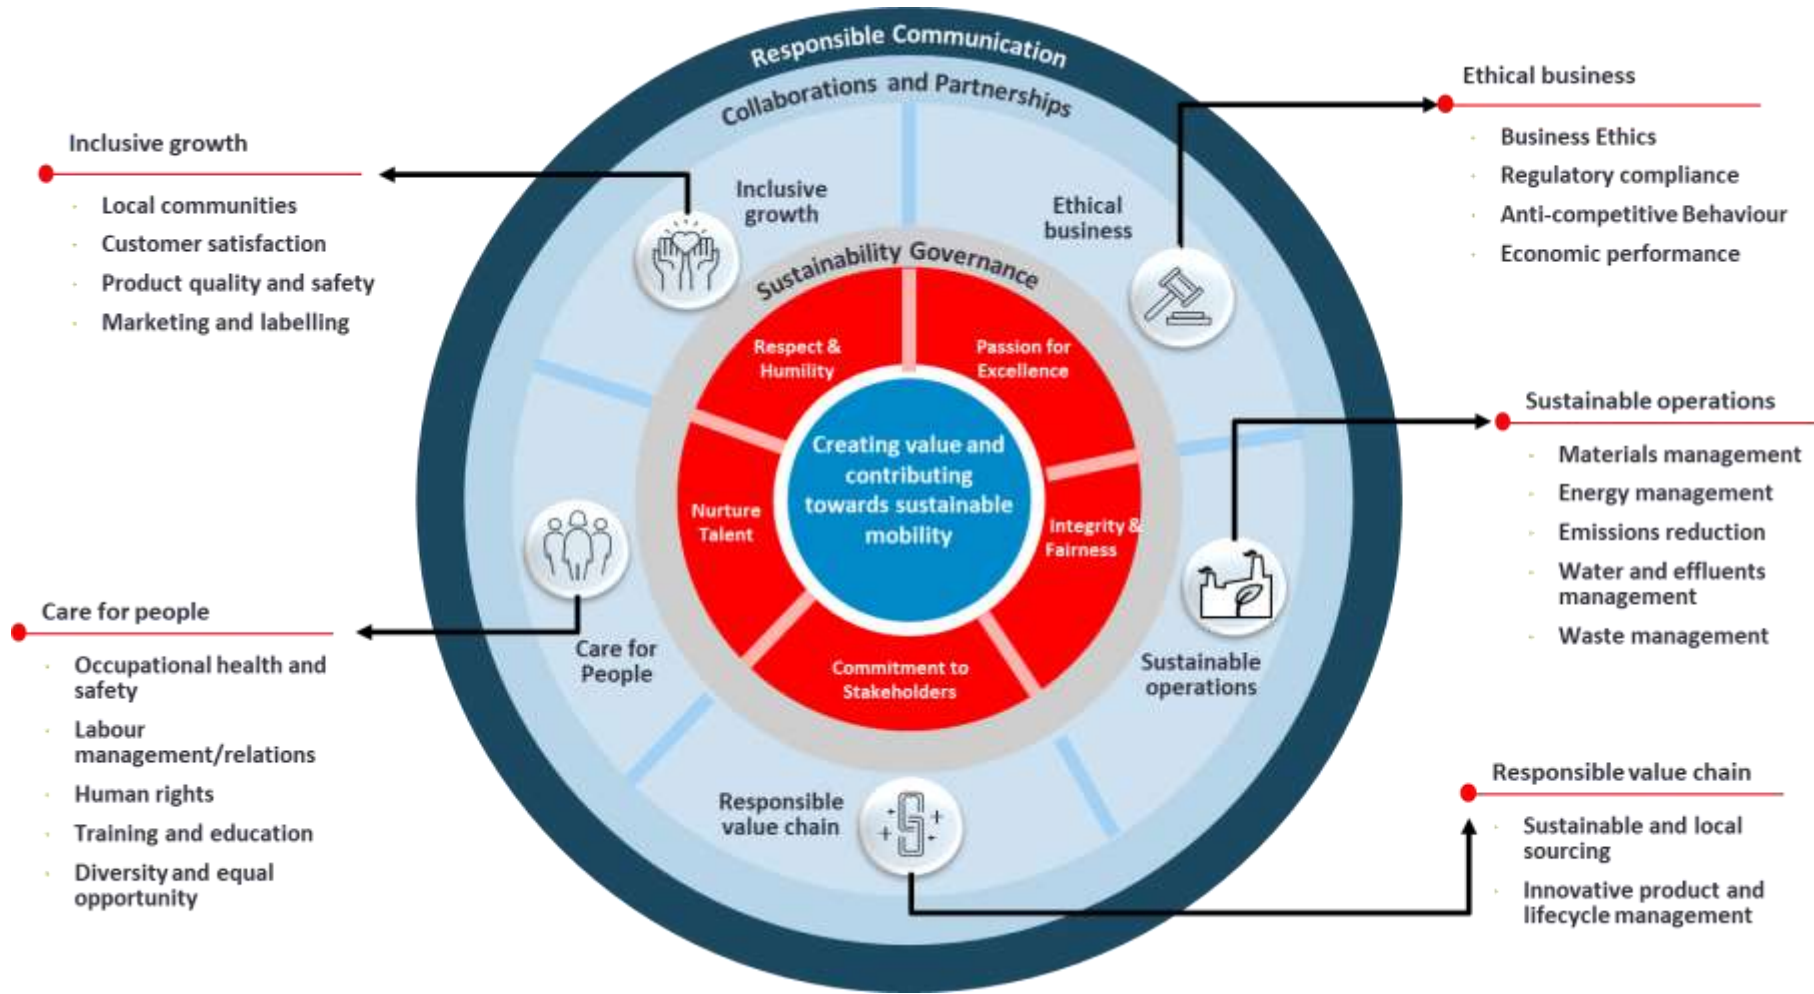 Responsible Communication
Collaborations and Partnerships
Inclusive
growth
Ethical
business
Sustainable
operations
Responsible
value chain
Care for
People
Sustainability Governance
Respect &
Humility
Passion for
Excellence
Integrity &
Fairness
Commitment to
Stakeholders
Nurture
Talent
Creating value and
contributing
towards sustainable
mobility
Inclusive growth
Local communities
Customer satisfaction
Product quality and safety
Marketing and labelling
Care for people
Occupational health and
safety
Labour
management/relations
Human rights
Training and education
Diversity and equal
opportunity
Ethical business
Business Ethics
Regulatory compliance
Anti-competitive Behaviour
Economic performance
Sustainable operations
Materials management
Energy management
Emissions reduction
Water and effluents
management
Waste management
Responsible value chain
Sustainable and local
sourcing
Innovative product and
lifecycle management